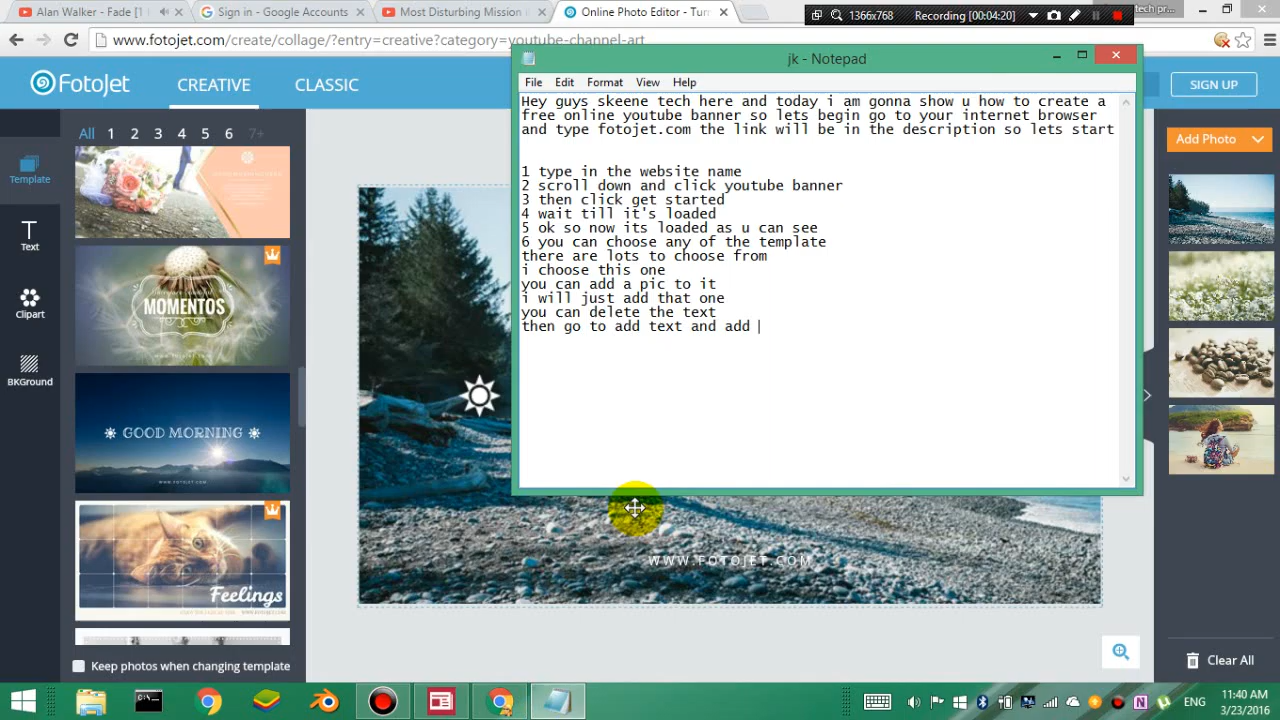 Alan Walker - Fade [1
Sign in - Google Accounts
Most Disturbing Mission i
Online Photo Editor - Tur
1366x768
Recording [00:04:20]
tech pr...
www.fotojet.com/create/collage/?entry=creative?category=youtube-channel-art
FotoJet
CREATIVE
CLASSIC
SIGN UP
jk - Notepad
File Edit Format View Help
Hey guys skeene tech here and today i am gonna show u how to create a
free online youtube banner so lets begin go to your internet browser
and type fotojet.com the link will be in the description so lets start
1 type in the website name
2 scroll down and click youtube banner
3 then click get started
4 wait till it's loaded
5 ok so now its loaded as u can see
6 you can choose any of the template
there are lots to choose from
i choose this one
you can add a pic to it
i will just add that one
you can delete the text
then go to add text and add
All 1 2 3 4 5 6 7+
Template
Text
Clipart
BKGround
MOMENTOS
GOOD MORNING
WWW.FOTOJET.COM
Feelings
Keep photos when changing template
WWW.FOTOJET.COM
Add Photo
Clear All
ENG
11:40 AM
3/23/2016